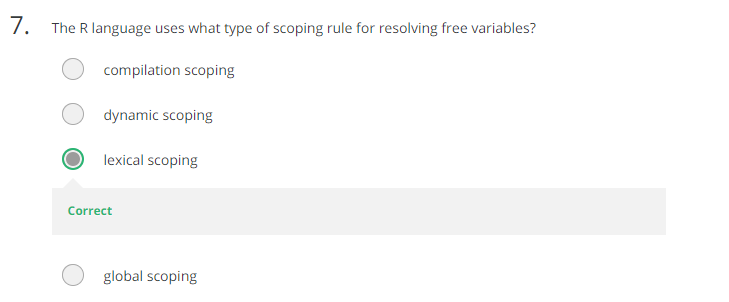 7. The R language uses what type of scoping rule for resolving free variables?
compilation scoping
dynamic scoping
lexical scoping
Correct
global scoping